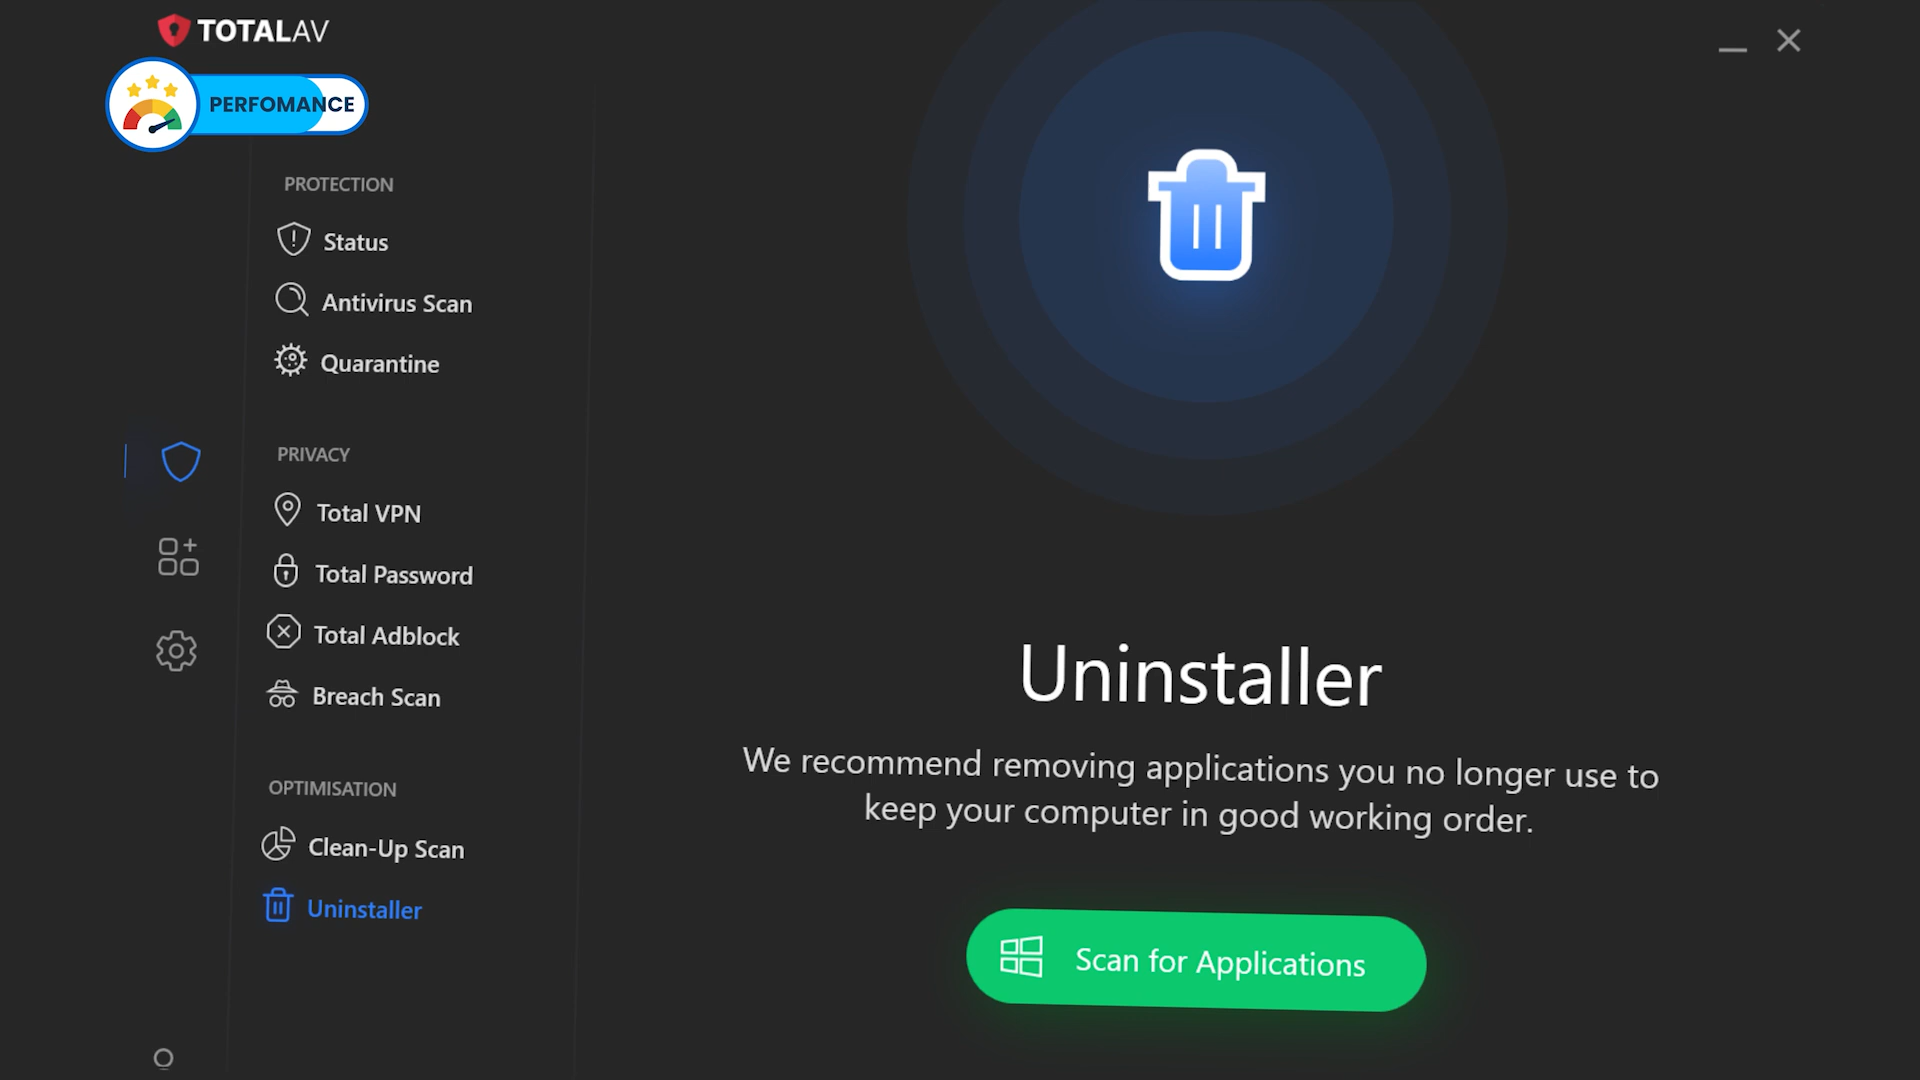 TOTALAV
PERFOMANCE
PROTECTION
Status
Antivirus Scan
Quarantine
PRIVACY
Total VPN
Total Password
Total Adblock
Breach Scan
OPTIMISATION
Clean-Up Scan
Uninstaller
Uninstaller
We recommend removing applications you no longer use to
keep your computer in good working order.
Scan for Applications